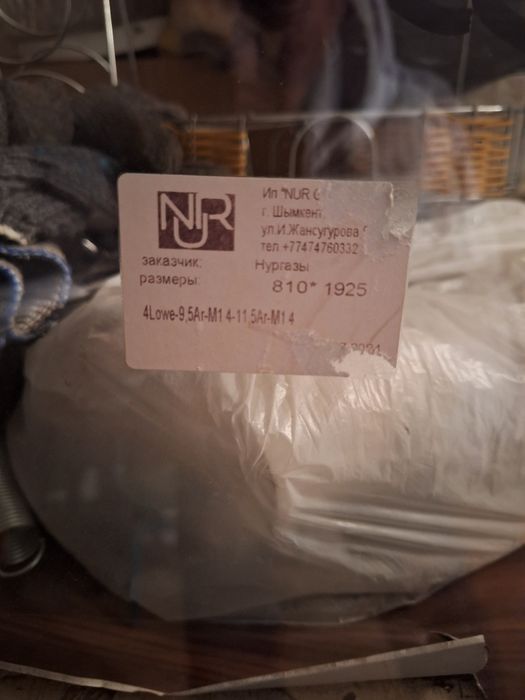 NUR
Ип "NUR
г. Шымкент
ул.И.Жансугурова
тел +77474760332
заказчик: Нургазы
размеры: 810* 1925
4Lowe-9,5Ar-M1 4-11,5Ar-M1 4